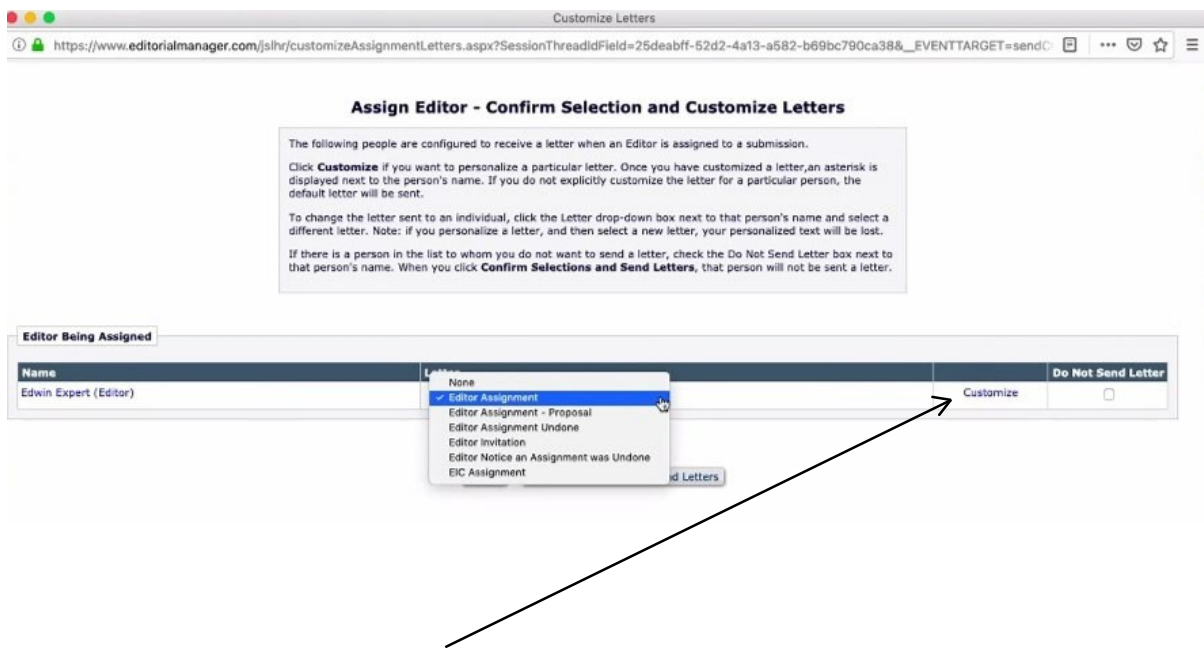 Customize Letters
https://www.editorialmanager.com/jslhr/customizeAssignmentLetters.aspx?SessionThreadIdField=25deabff-52d2-4a13-a582-b69bc790ca38&__EVENTTARGET=send
Assign Editor - Confirm Selection and Customize Letters
The following people are configured to receive a letter when an Editor is assigned to a submission.
Click Customize if you want to personalize a particular letter. Once you have customized a letter,an asterisk is
displayed next to the person's name. If you do not explicitly customize the letter for a particular person, the
default letter will be sent.
To change the letter sent to an individual, click the Letter drop-down box next to that person's name and select a
different letter. Note: if you personalize a letter, and then select a new letter, your personalized text will be lost.
If there is a person in the list to whom you do not want to send a letter, check the Do Not Send Letter box next to
that person's name. When you click Confirm Selections and Send Letters, that person will not be sent a letter.
Editor Being Assigned
Name Letter Do Not Send Letter
Edwin Expert (Editor) Customize
None
✓ Editor Assignment
Editor Assignment - Proposal
Editor Assignment Undone
Editor Invitation
Editor Notice an Assignment was Undone
EIC Assignment
d Letters